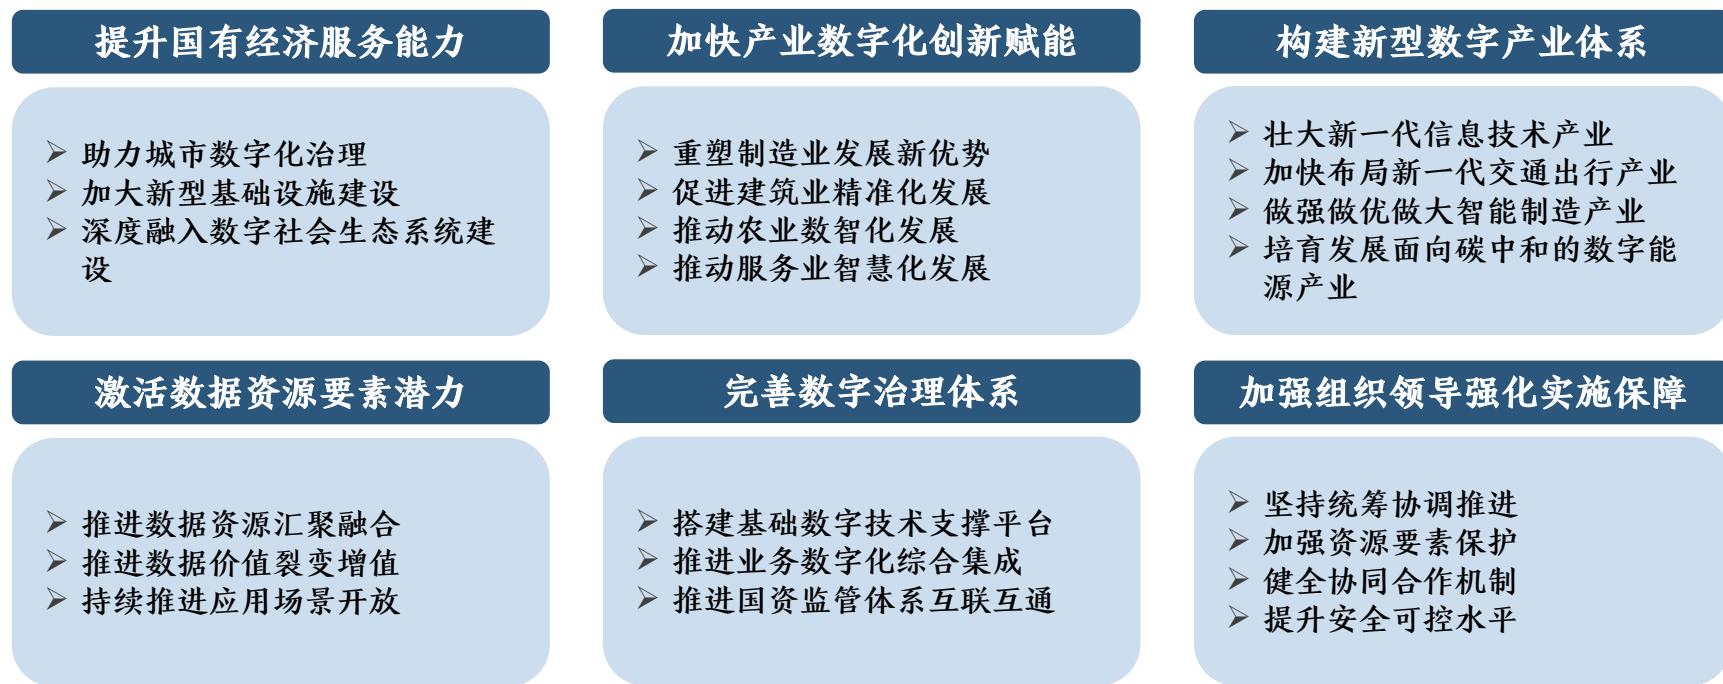 提升国有经济服务能力
助力城市数字化治理
加大新型基础设施建设
深度融入数字社会生态系统建
设
加快产业数字化创新赋能
重塑制造业发展新优势
促进建筑业精准化发展
推动农业数智化发展
推动服务业智慧化发展
构建新型数字产业体系
壮大新一代信息技术产业
加快布局新一代交通出行产业
做强做优做大智能制造产业
培育发展面向碳中和的数字能
源产业
激活数据资源要素潜力
推进数据资源汇聚融合
推进数据价值裂变增值
持续推进应用场景开放
完善数字治理体系
搭建基础数字技术支撑平台
推进业务数字化综合集成
推进国资监管体系互联互通
加强组织领导强化实施保障
坚持统筹协调推进
加强资源要素保护
健全协同合作机制
提升安全可控水平